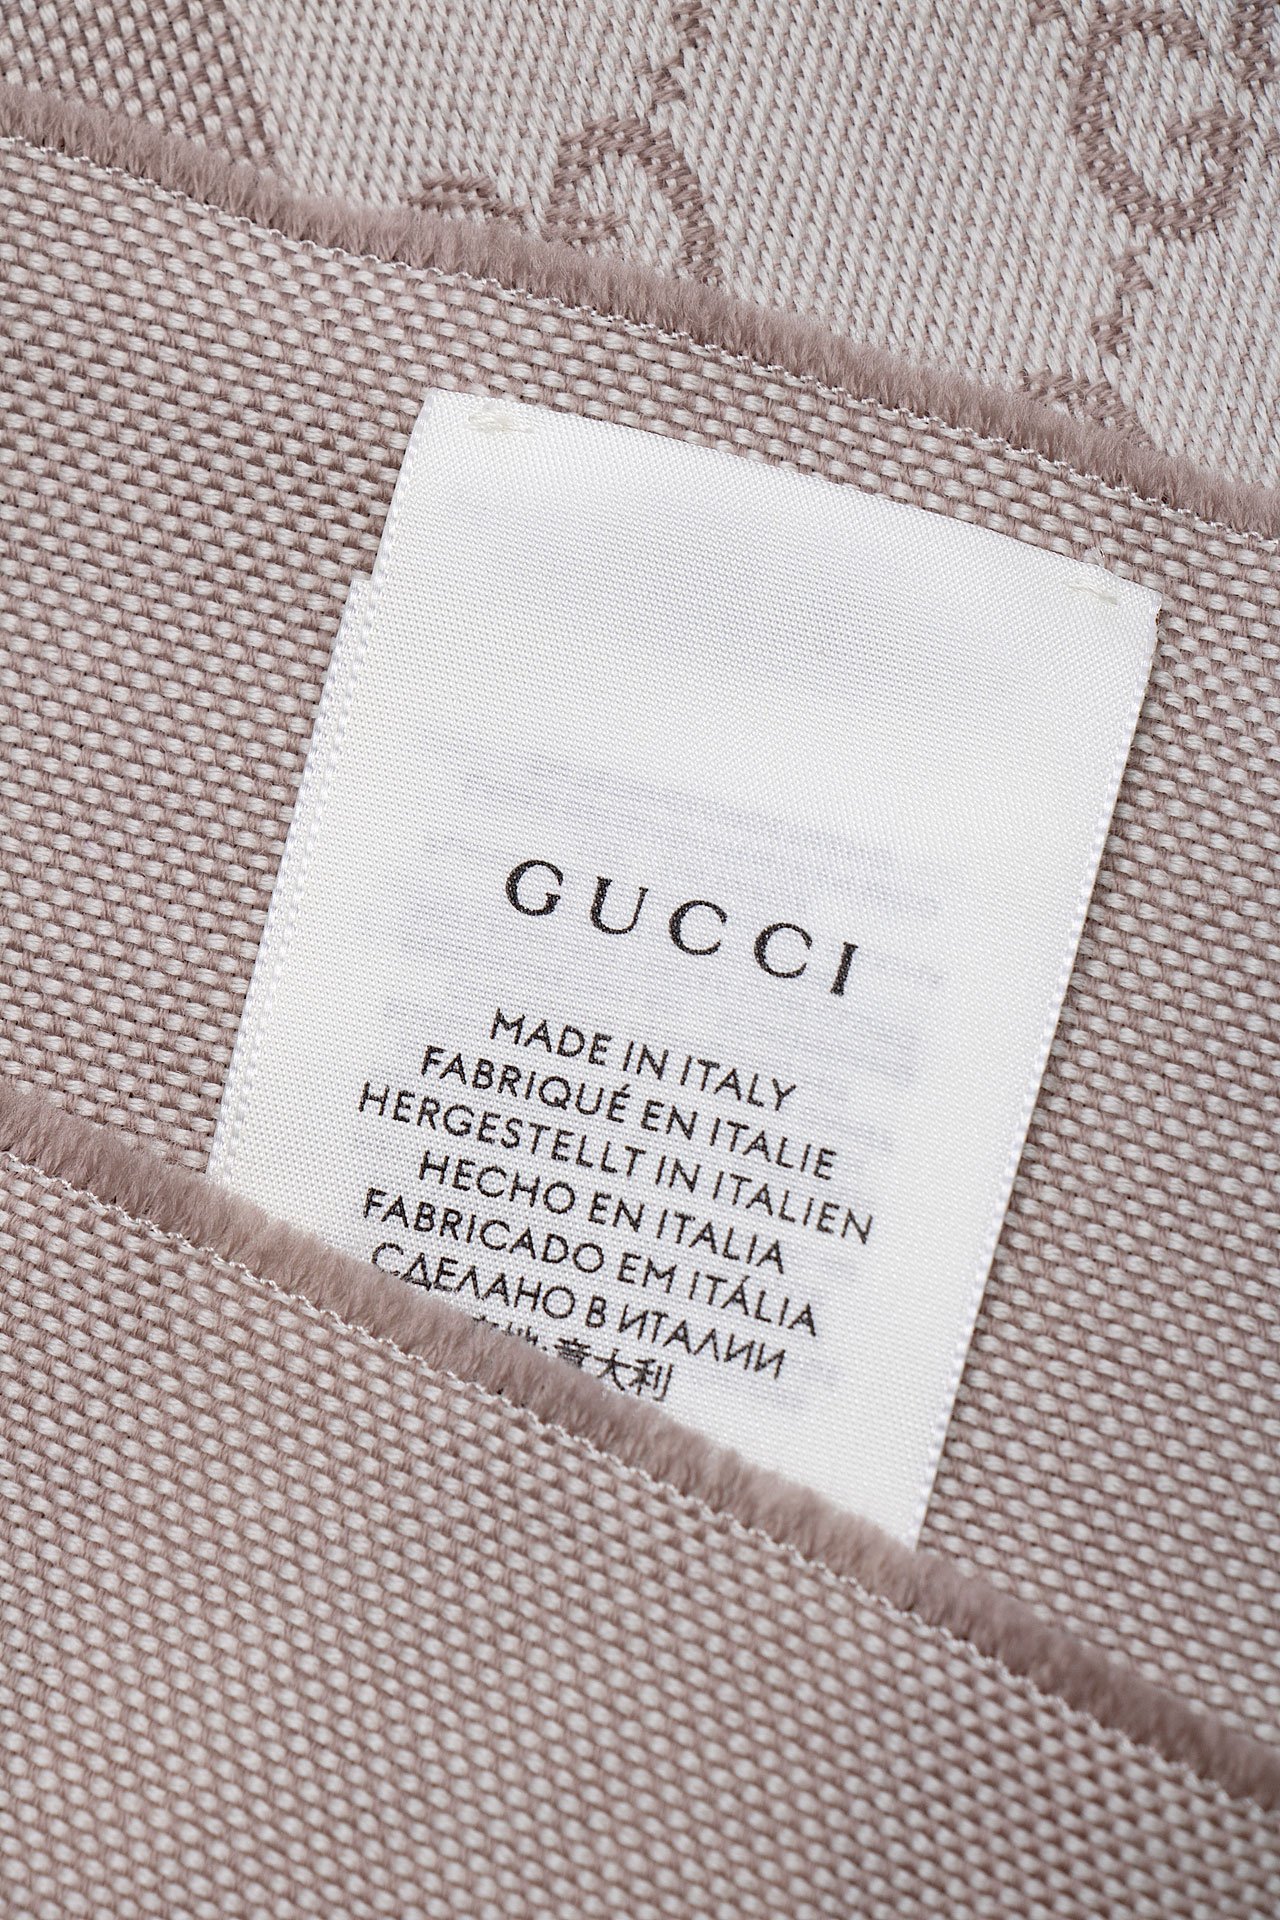 GUCCI
MADE IN ITALY
FABRIQUÉ EN ITALIE
HERGESTELLT IN ITALIEN
HECHO EN ITALIA
FABRICADO EM ITÁLIA
СДЕЛАНО В ИТАЛИИ
地:意大利